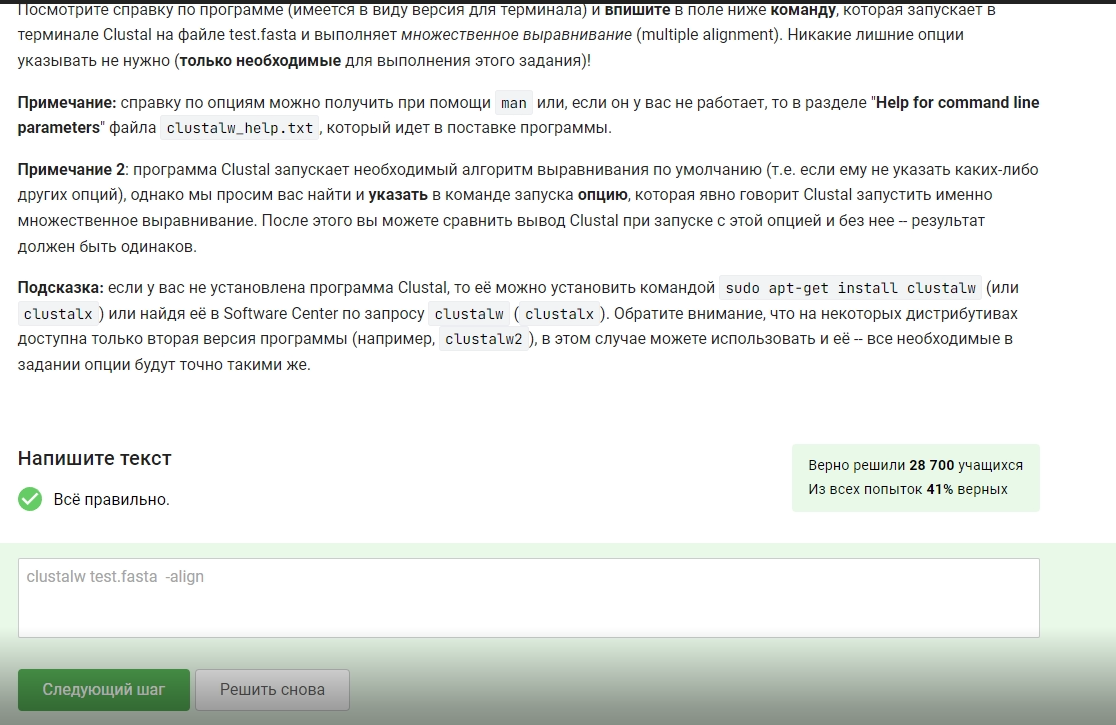 Посмотрите справку по программе (имеется в виду версия для терминала) и впишите в поле ниже команду, которая запускает в
терминале Clustal на файле test.fasta и выполняет множественное выравнивание (multiple alignment). Никакие лишние опции
указывать не нужно (только необходимые для выполнения этого задания)!
Примечание: справку по опциям можно получить при помощи man или, если он у вас не работает, то в разделе "Help for command line
parameters" файла clustalw_help.txt, который идет в поставке программы.
Примечание 2: программа Clustal запускает необходимый алгоритм выравнивания по умолчанию (т.е. если ему не указать каких-либо
других опций), однако мы просим вас найти и указать в команде запуска опцию, которая явно говорит Clustal запустить именно
множественное выравнивание. После этого вы можете сравнить вывод Clustal при запуске с этой опцией и без нее -- результат
должен быть одинаков.
Подсказка: если у вас не установлена программа Clustal, то её можно установить командой sudo apt-get install clustalw (или
clustalx) или найдя её в Software Center по запросу clustalw (clustalx). Обратите внимание, что на некоторых дистрибутивах
доступна только вторая версия программы (например, clustalw2), в этом случае можете использовать и её -- все необходимые в
задании опции будут точно такими же.
Напишите текст
Верно решили 28 700 учащихся
Из всех попыток 41% верных
Всё правильно.
clustalw test.fasta  -align
Следующий шаг
Решить снова